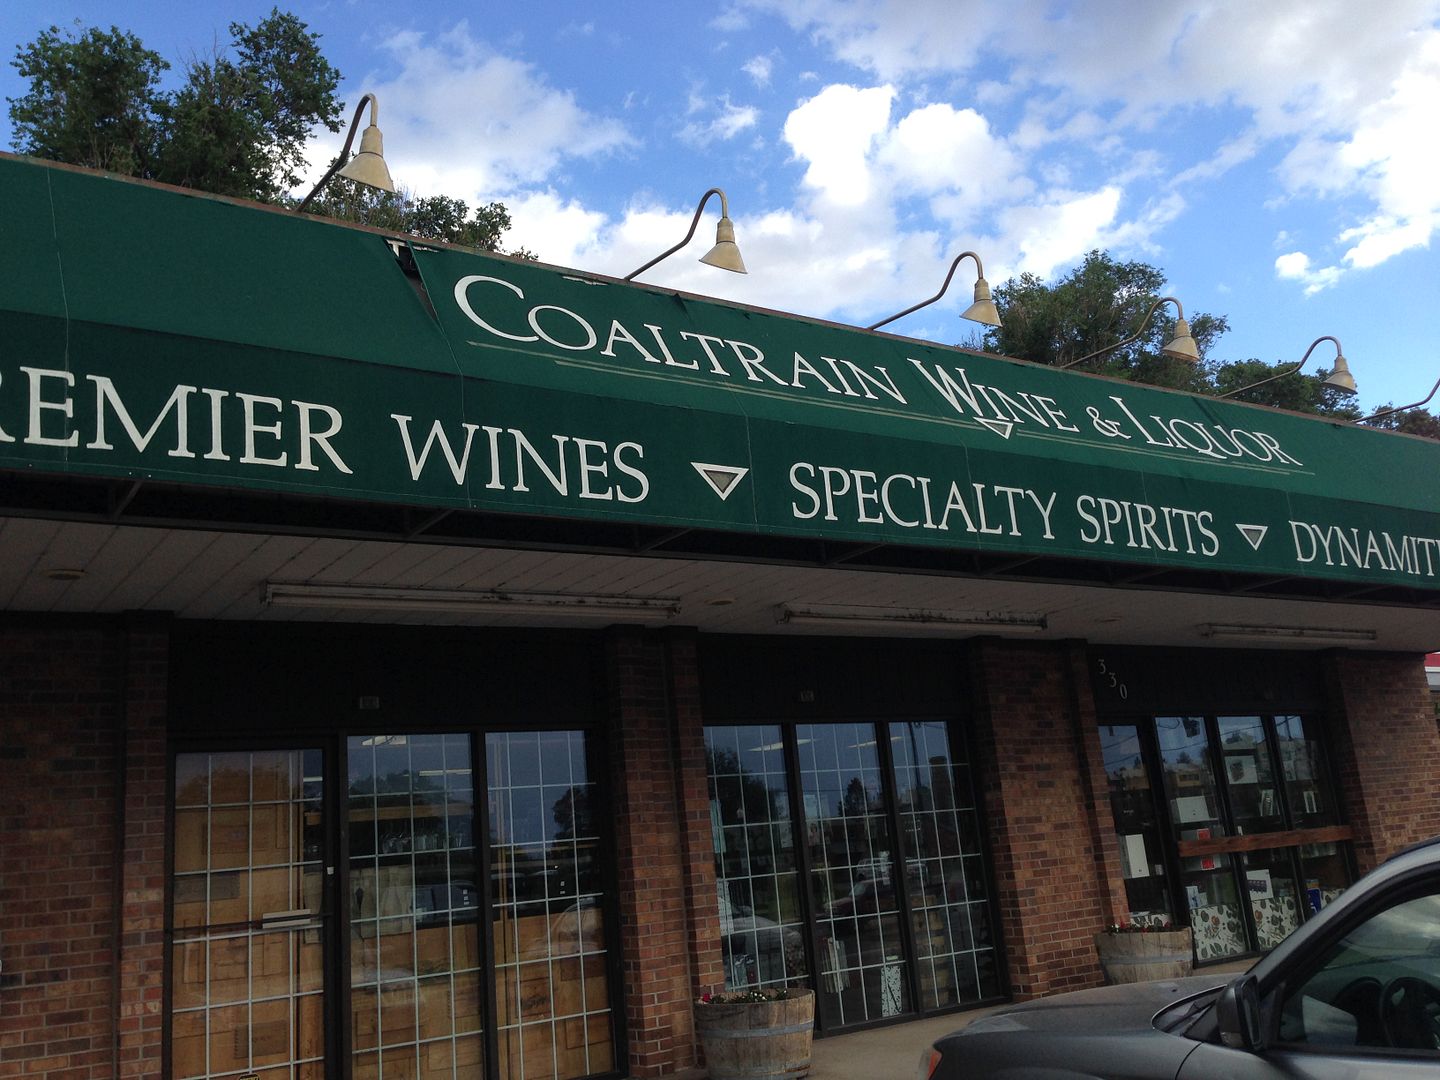 COALTRAIN WINE & LIQUOR
REMIER WINES ▽ SPECIALTY SPIRITS ▽ DYNAMIT
330